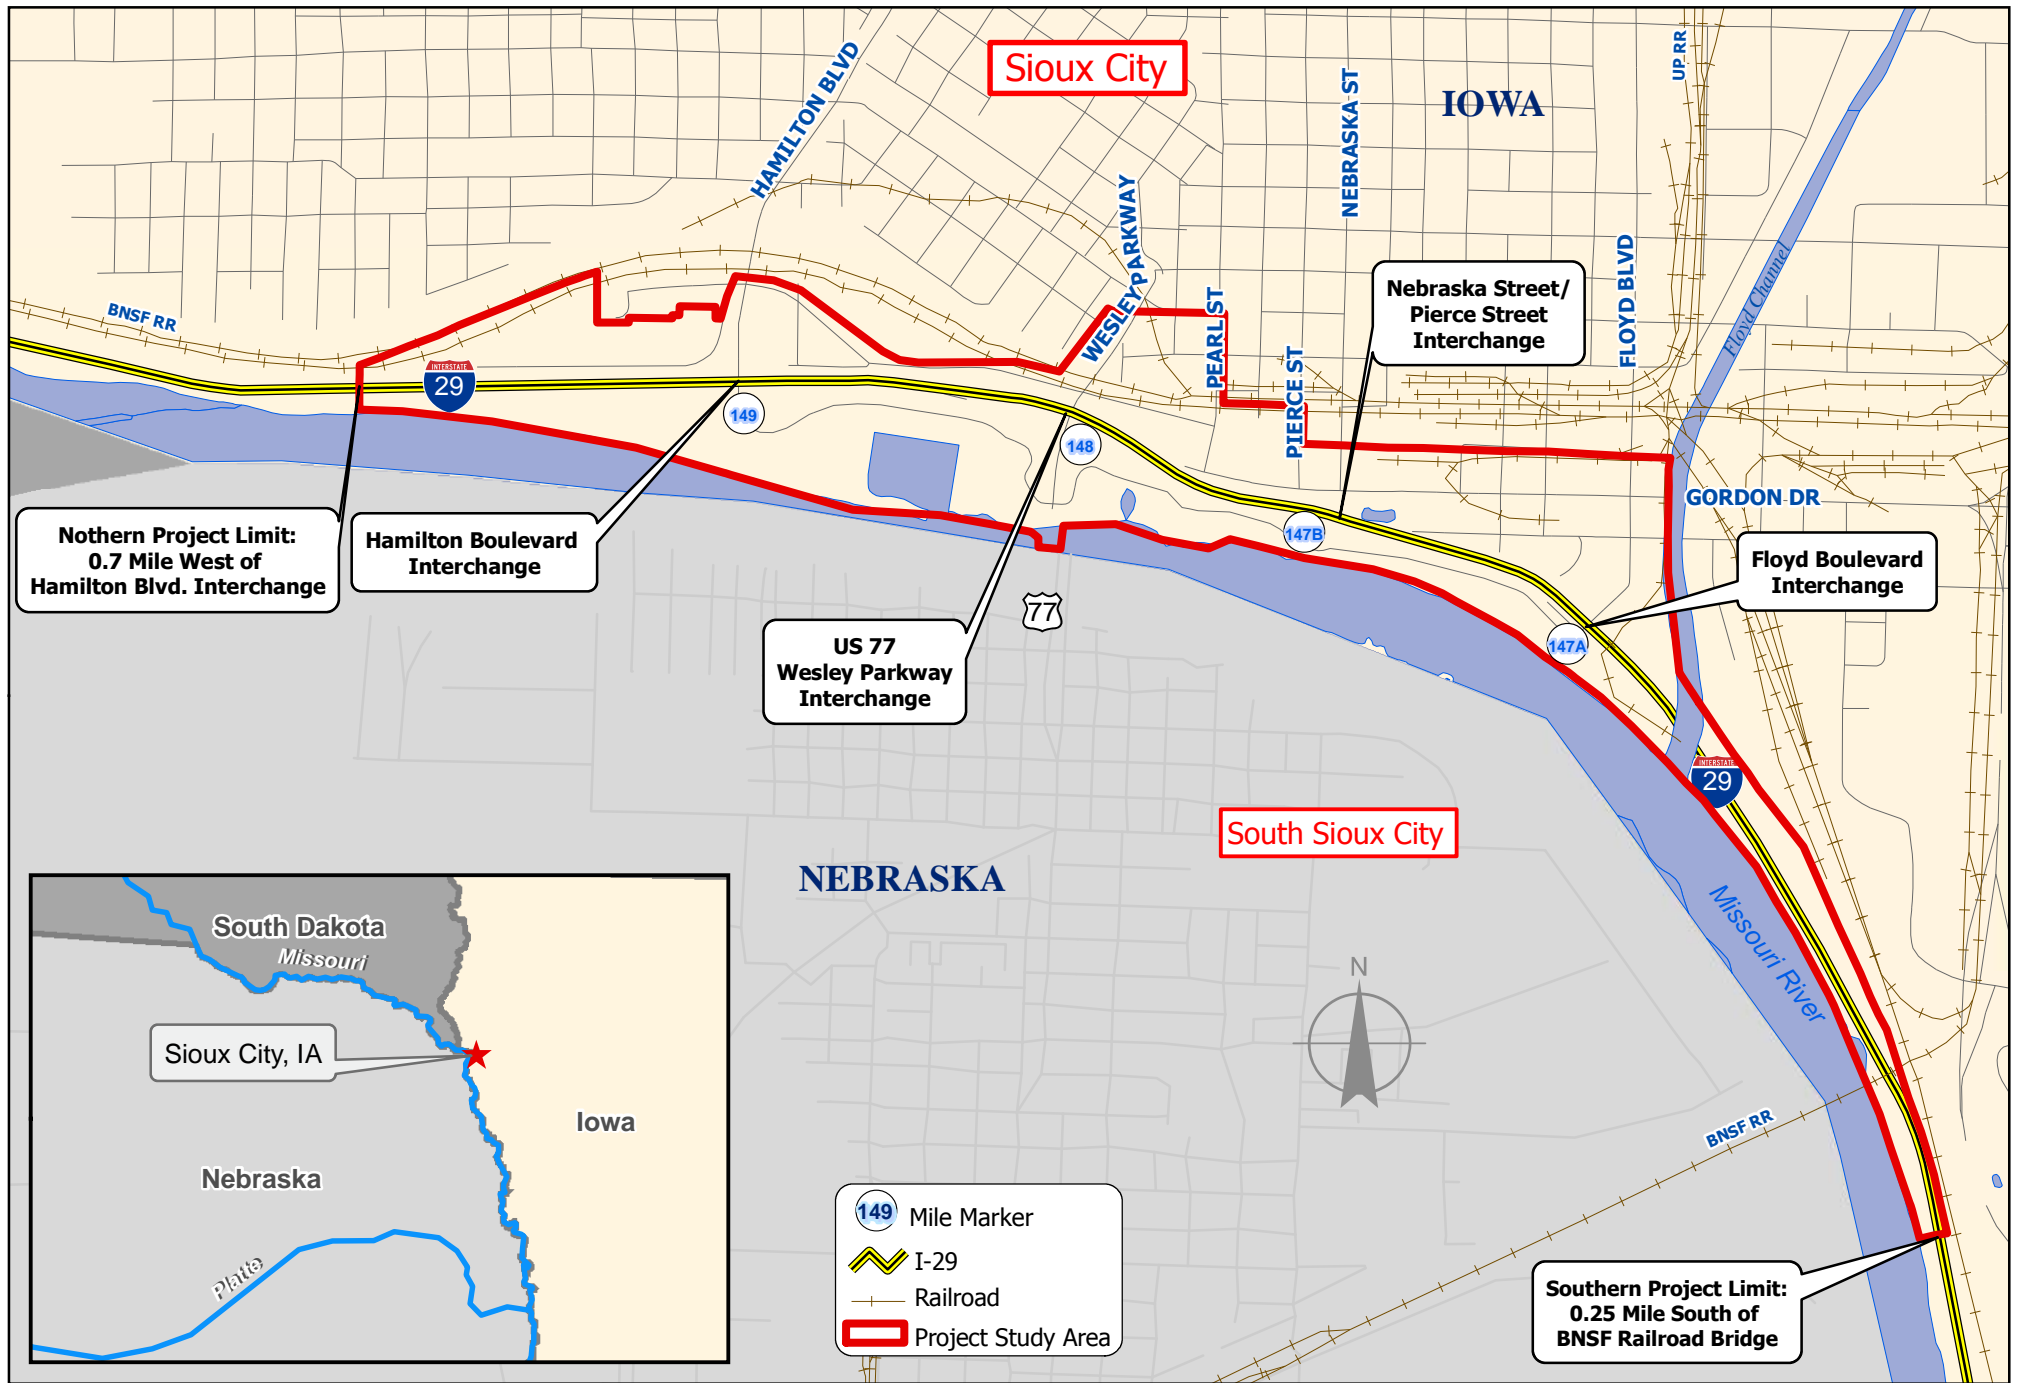 Sioux City
IOWA
HAMILTON BLVD
NEBRASKA ST
UP RR
WESLEY PARKWAY
PEARL ST
PIERCE ST
FLOYD BLVD
Floyd Channel
BNSF RR
INTERSTATE
29
149
148
147B
147A
Nebraska Street/
Pierce Street
Interchange
GORDON DR
Nothern Project Limit:
0.7 Mile West of
Hamilton Blvd. Interchange
Hamilton Boulevard
Interchange
US 77
Wesley Parkway
Interchange
77
Floyd Boulevard
Interchange
INTERSTATE
29
South Sioux City
NEBRASKA
Missouri River
N
BNSF RR
South Dakota
Missouri
Sioux City, IA
Iowa
Nebraska
Platte
149 Mile Marker
I-29
Railroad
Project Study Area
Southern Project Limit:
0.25 Mile South of
BNSF Railroad Bridge